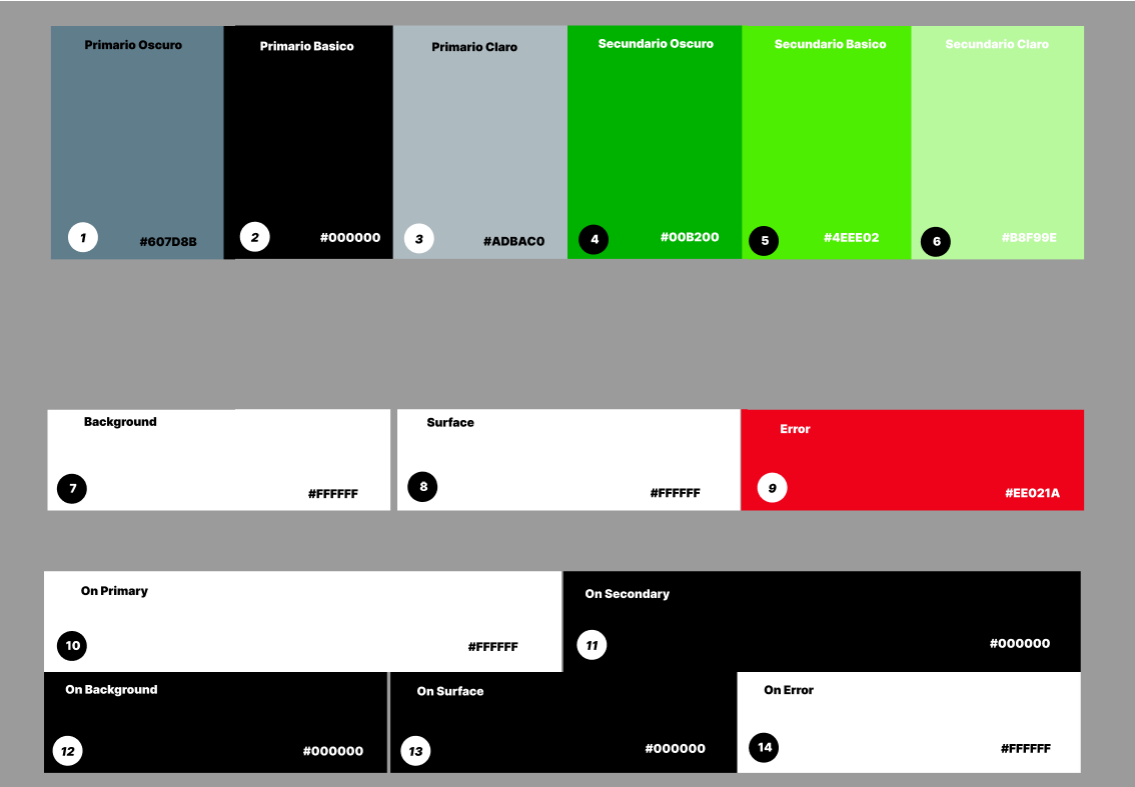 Primario Oscuro
Primario Basico
Primario Claro
Secundario Oscuro
Secundario Basico
Secundario Claro
1
#607D8B
2
#000000
3
#ADBAC0
4
#00B200
5
#4EEE02
6
#B8F99E
Background
Surface
Error
7
#FFFFFF
8
#FFFFFF
9
#EE021A
On Primary
On Secondary
10
#FFFFFF
11
#000000
On Background
On Surface
On Error
12
#000000
13
#000000
14
#FFFFFF